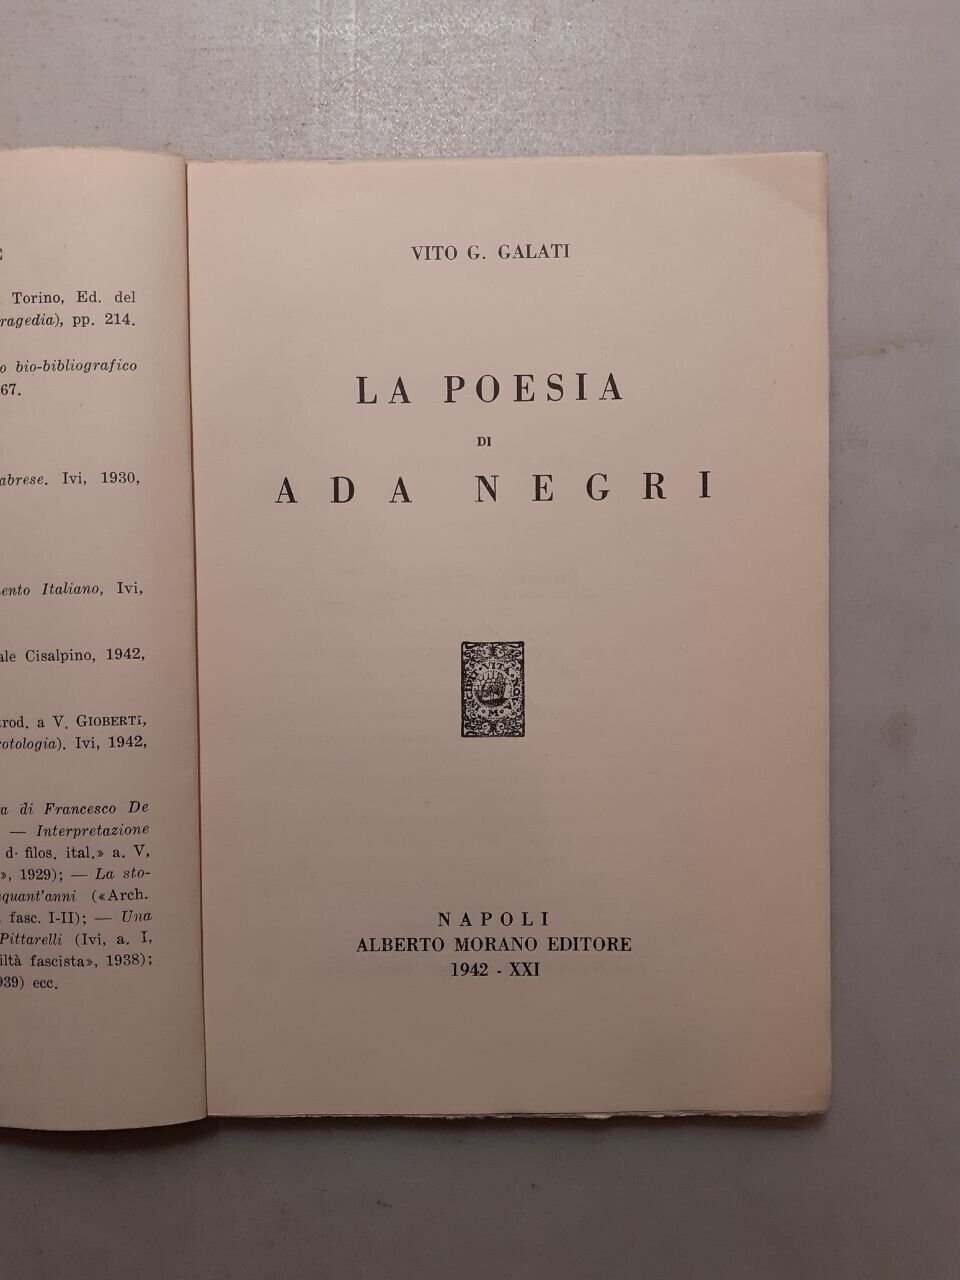 Torino, Ed. del
ragedia), pp. 214.
o bio-bibliografico
67.
abrese. Ivi, 1930,
ento Italiano, Ivi,
ale Cisalpino, 1942,
rod. a V. GIOBERTI,
rotologia). Ivi, 1942,
a di Francesco De
— Interpretazione
d. filos. ital.» a. V,
», 1929); — La sto-
quant'anni («Arch.
fasc. I-II); — Una
Pittarelli (Ivi, a. I,
iltà fascista», 1938);
939) ecc.
VITO G. GALATI
LA POESIA
DI
ADA NEGRI
NAPOLI
ALBERTO MORANO EDITORE
1942 - XXI